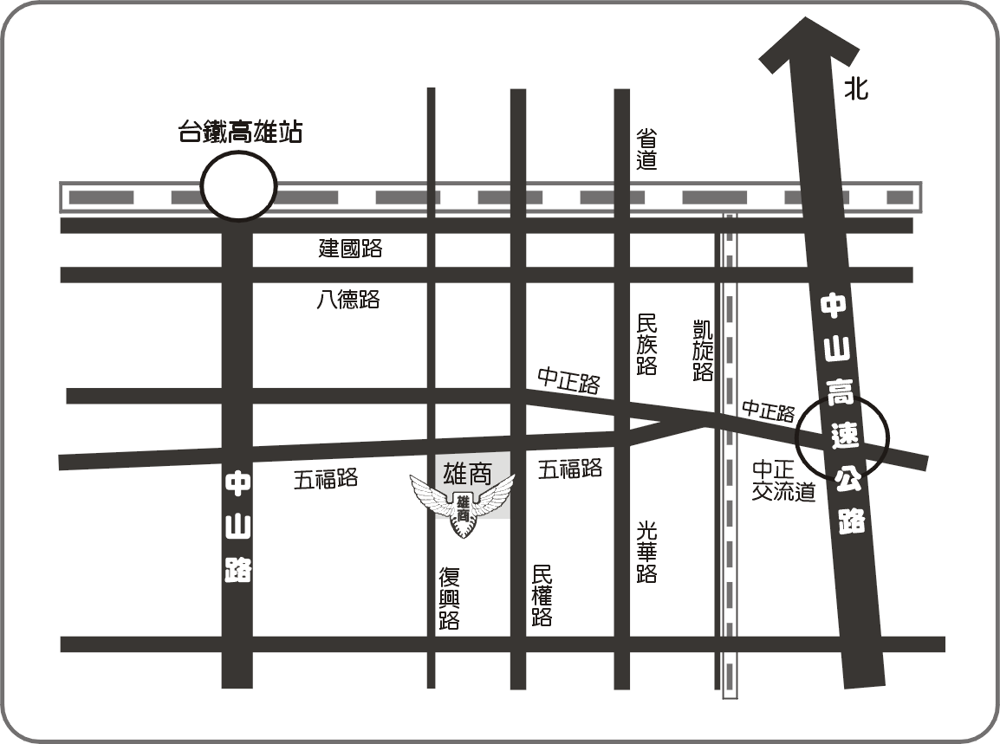 北
台鐵高雄站
省道
建國路
八德路
民族路
凱旋路
中正路
中正路
中山高速公路
五福路
雄商
五福路
中正
交流道
雄商
中山路
光華路
復興路
民權路